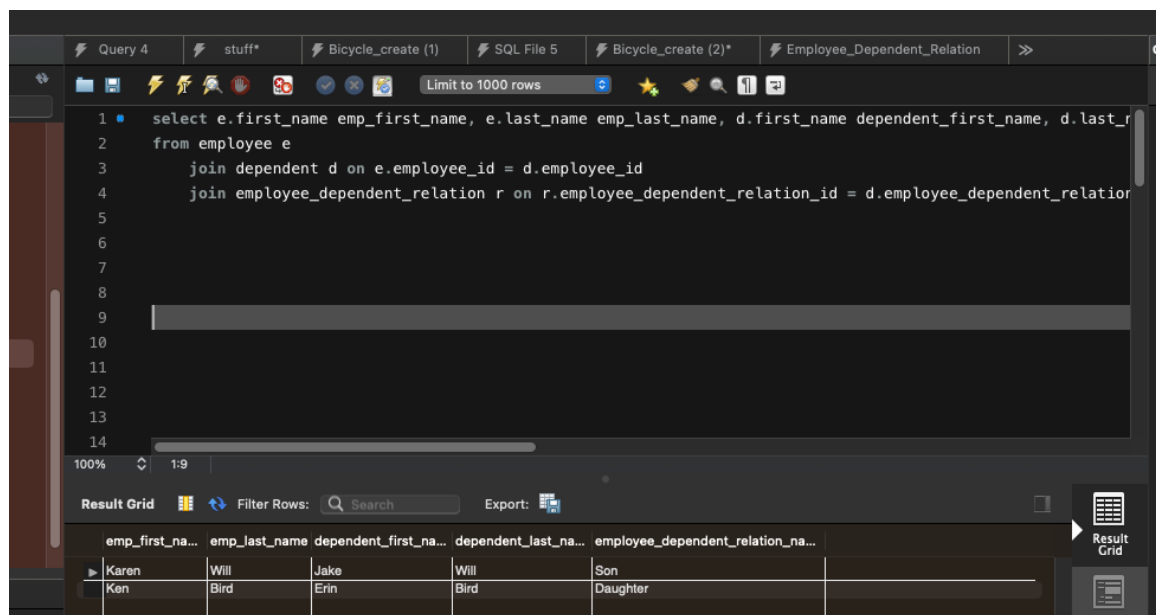 Query 4 stuff* Bicycle_create (1) SQL File 5 Bicycle_create (2)* Employee_Dependent_Relation
Limit to 1000 rows
1 select e.first_name emp_first_name, e.last_name emp_last_name, d.first_name dependent_first_name, d.last_r
2 from employee e
3 join dependent d on e.employee_id = d.employee_id
4 join employee_dependent_relation r on r.employee_dependent_relation_id = d.employee_dependent_relation
5
6
7
8
9
10
11
12
13
14
100% 1:9
Result Grid Filter Rows: Search Export:
emp_first_na... emp_last_name dependent_first_na... dependent_last_na... employee_dependent_relation_na...
Karen Will Jake Will Son
Ken Bird Erin Bird Daughter
Result
Grid